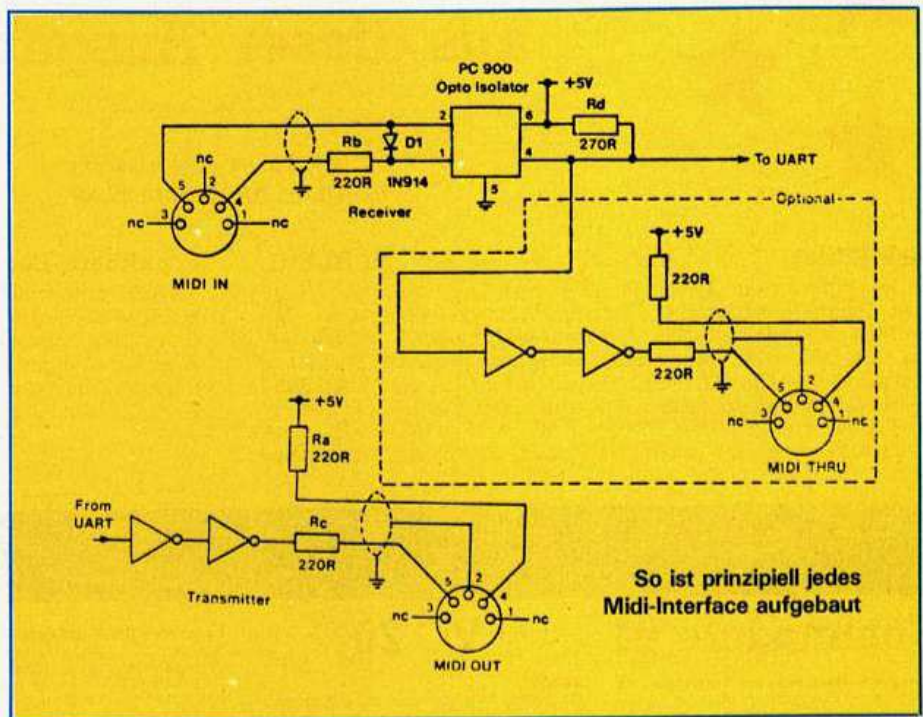 PC 900
Opto Isolator
+5V
Rd
270R
2
6
1
4
5
D1
1N914
Rb
220R
Receiver
To UART
nc
5
2
4
nc
3
1
nc
MIDI IN
Optional
+5V
220R
220R
5
2
4
nc
3
1
nc
MIDI THRU
+5V
Ra
220R
From
UART
Rc
220R
Transmitter
5
2
4
nc
3
1
nc
MIDI OUT
So ist prinzipiell jedes
Midi-Interface aufgebaut